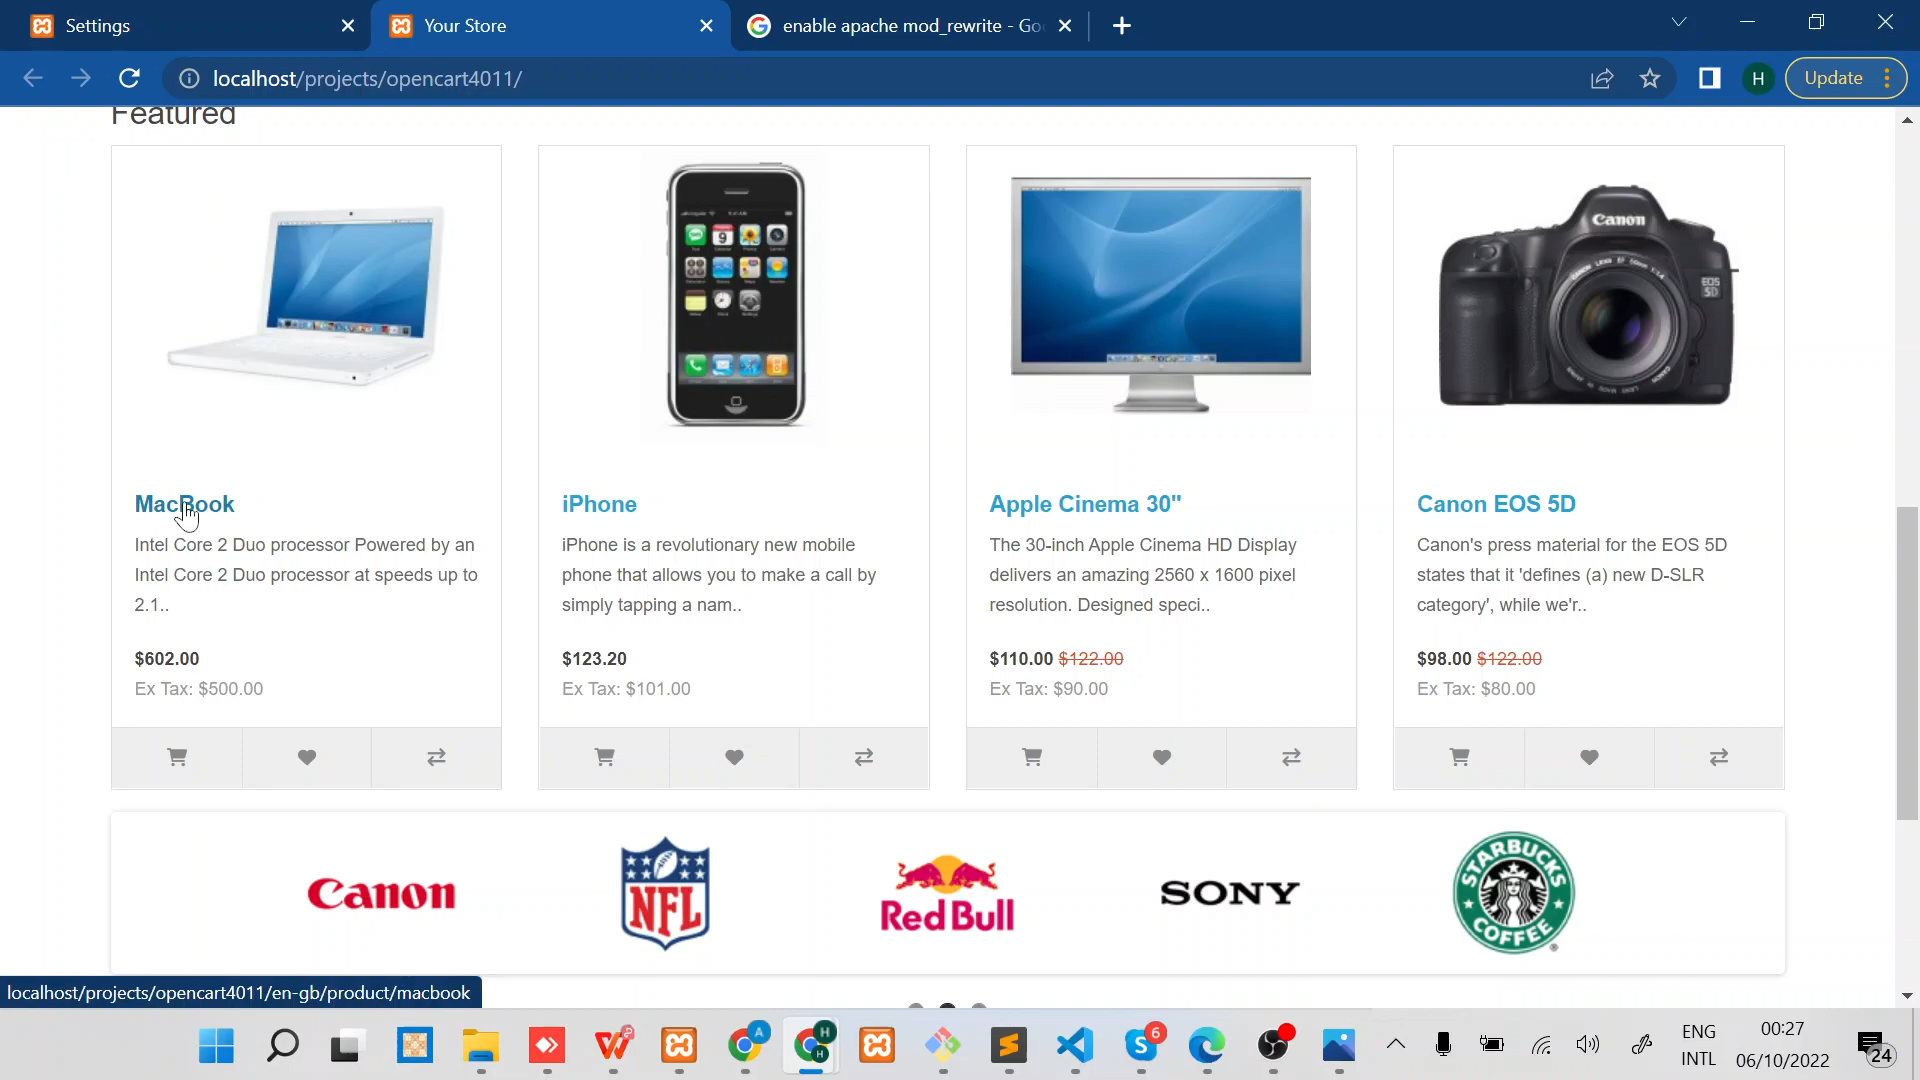 Settings
Your Store
enable apache mod_rewrite - Go
localhost/projects/opencart4011/
H
Update
Featured
Canon
EOS
5D
MacBook
iPhone
Apple Cinema 30"
Canon EOS 5D
Intel Core 2 Duo processor Powered by an
Intel Core 2 Duo processor at speeds up to
2.1..
iPhone is a revolutionary new mobile
phone that allows you to make a call by
simply tapping a nam..
The 30-inch Apple Cinema HD Display
delivers an amazing 2560 x 1600 pixel
resolution. Designed speci..
Canon's press material for the EOS 5D
states that it 'defines (a) new D-SLR
category', while we'r..
$602.00
Ex Tax: $500.00
$123.20
Ex Tax: $101.00
$110.00 $122.00
Ex Tax: $90.00
$98.00 $122.00
Ex Tax: $80.00
Canon
NFL
Red Bull
SONY
STARBUCKS
COFFEE
localhost/projects/opencart4011/en-gb/product/macbook
A
H
H
6
ENG
INTL
00:27
06/10/2022
24